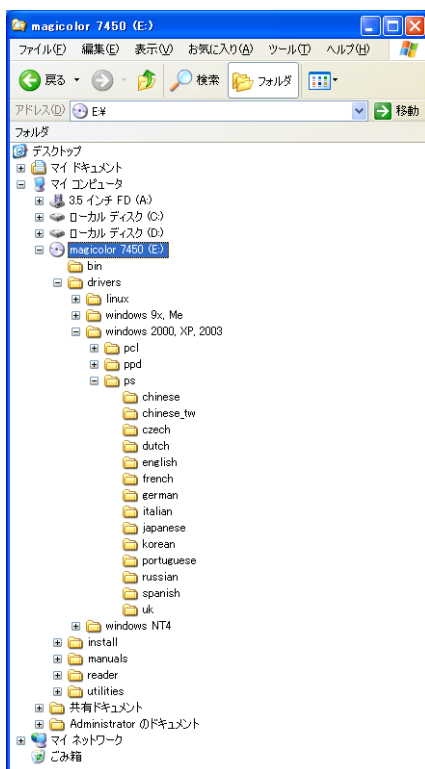 magicolor 7450 (E:)
ファイル(F) 編集(E) 表示(V) お気に入り(A) ツール(T) ヘルプ(H)
戻る 検索 フォルダ
アドレス(D) E:¥ 移動
フォルダ
デスクトップ
マイ ドキュメント
マイ コンピュータ
3.5 インチ FD (A:)
ローカル ディスク (C:)
ローカル ディスク (D:)
magicolor 7450 (E:)
bin
drivers
linux
windows 9x, Me
windows 2000, XP, 2003
pcl
ppd
ps
chinese
chinese_tw
czech
dutch
english
french
german
italian
japanese
korean
portuguese
russian
spanish
uk
windows NT4
install
manuals
reader
utilities
共有ドキュメント
Administrator のドキュメント
マイ ネットワーク
ごみ箱